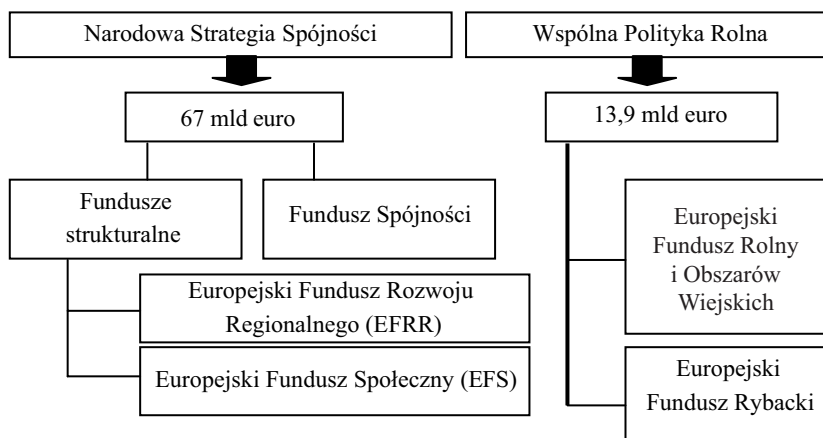 Narodowa Strategia Spójności
67 mld euro
Fundusze
strukturalne
Fundusz Spójności
Europejski Fundusz Rozwoju
Regionalnego (EFRR)
Europejski Fundusz Społeczny (EFS)
Wspólna Polityka Rolna
13,9 mld euro
Europejski
Fundusz Rolny
i Obszarów
Wiejskich
Europejski
Fundusz Rybacki